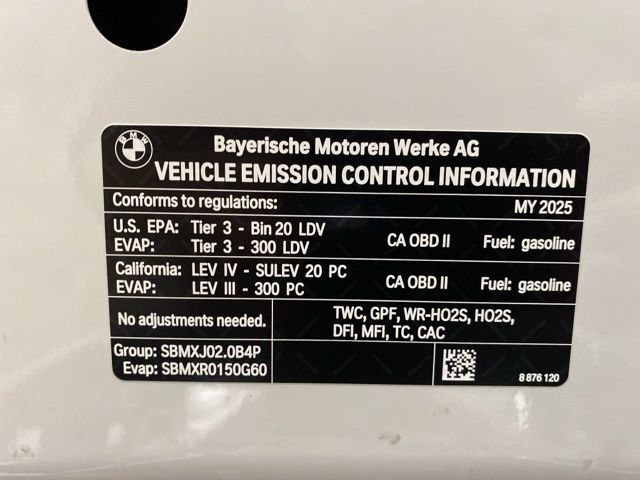 BMW
Bayerische Motoren Werke AG
VEHICLE EMISSION CONTROL INFORMATION
Conforms to regulations: MY 2025
U.S. EPA: Tier 3 - Bin 20 LDV
EVAP: Tier 3 - 300 LDV
CA OBD II Fuel: gasoline
California: LEV IV - SULEV 20 PC
EVAP: LEV III - 300 PC
CA OBD II Fuel: gasoline
No adjustments needed.
TWC, GPF, WR-HO2S, HO2S,
DFI, MFI, TC, CAC
Group: SBMXJ02.0B4P
Evap: SBMXR0150G60
8 876 120